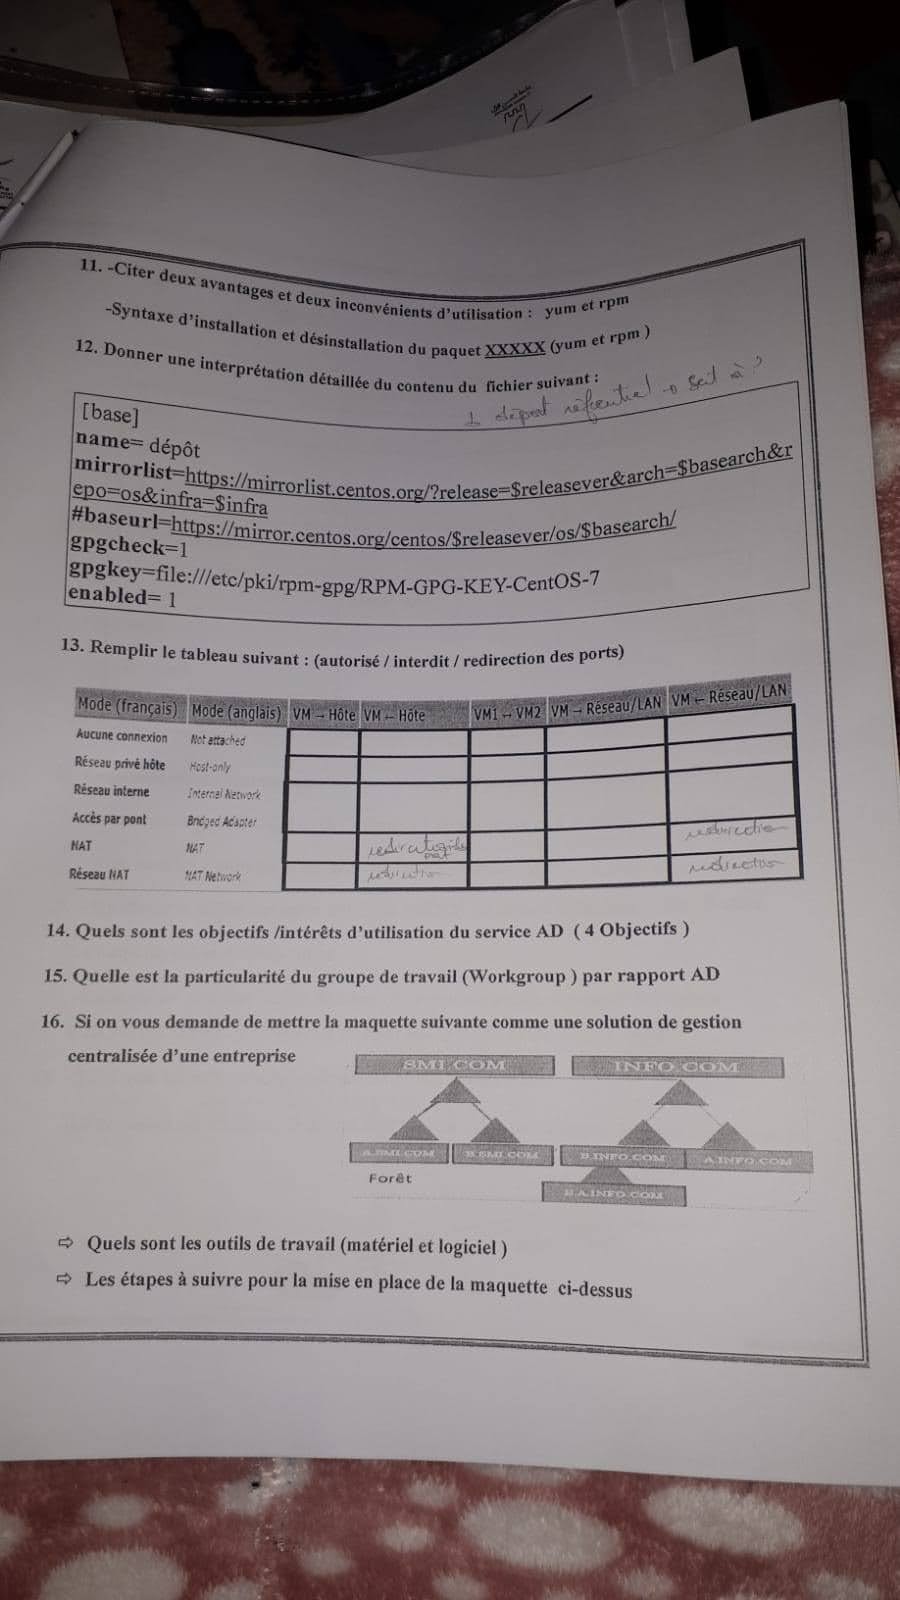 11. -Citer deux avantages et deux inconvénients d'utilisation : yum et rpm
-Syntaxe d'installation et désinstallation du paquet XXXXX (yum et rpm )
12. Donner une interprétation détaillée du contenu du fichier suivant :
[base]
name= dépôt
mirrorlist=https://mirrorlist.centos.org/?release=$releasever&arch=$basearch&r
epo=os&infra=$infra
#baseurl=https://mirror.centos.org/centos/$releasever/os/$basearch/
gpgcheck=1
gpgkey=file:///etc/pki/rpm-gpg/RPM-GPG-KEY-CentOS-7
enabled= 1
13. Remplir le tableau suivant : (autorisé / interdit / redirection des ports)
Mode (français) Mode (anglais) VM → Hôte VM ← Hôte VM1 ↔ VM2 VM → Réseau/LAN VM ← Réseau/LAN
Aucune connexion Not attached
Réseau privé hôte Host-only
Réseau interne Internal Network
Accès par pont Bridged Adapter
NAT NAT redirection
Réseau NAT NAT Network redirection redirection
14. Quels sont les objectifs /intérêts d'utilisation du service AD ( 4 Objectifs )
15. Quelle est la particularité du groupe de travail (Workgroup ) par rapport AD
16. Si on vous demande de mettre la maquette suivante comme une solution de gestion
centralisée d'une entreprise
SMI.COM INFO.COM
A.SMI.COM B.SMI.COM B.INFO.COM A.INFO.COM
Forêt
B.A.INFO.COM
⇨ Quels sont les outils de travail (matériel et logiciel )
⇨ Les étapes à suivre pour la mise en place de la maquette ci-dessus